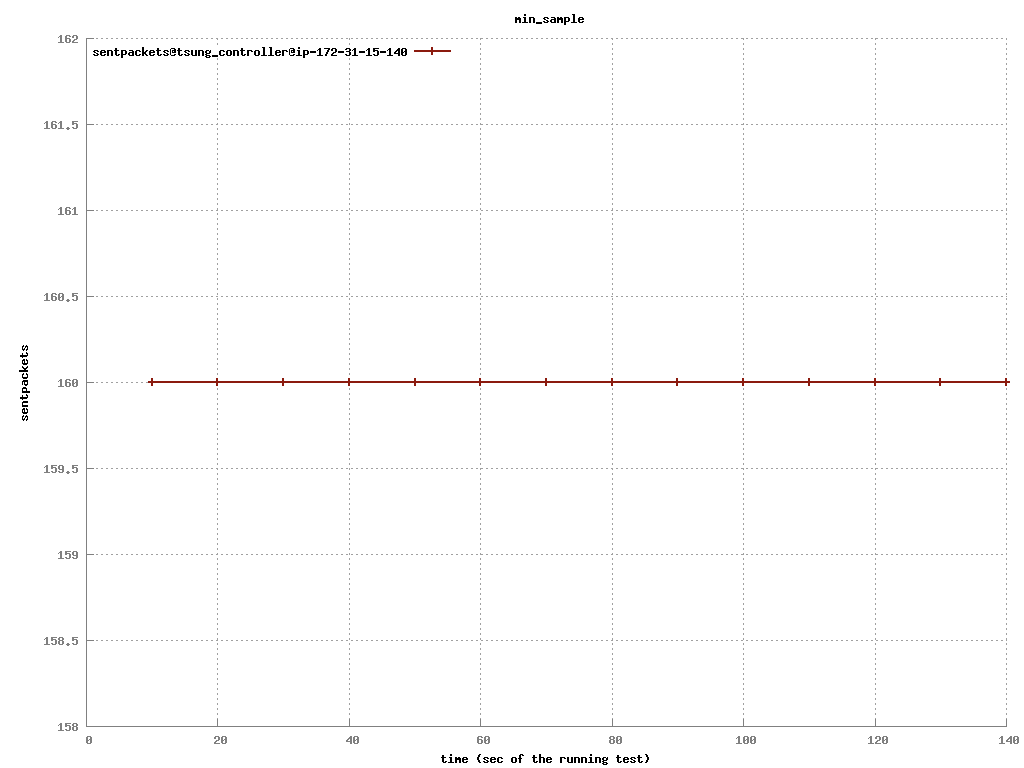 min_sample
sentpackets@tsung_controller@ip-172-31-15-140
162
161.5
161
160.5
160
159.5
159
158.5
158
sentpackets
0 20 40 60 80 100 120 140
time (sec of the running test)